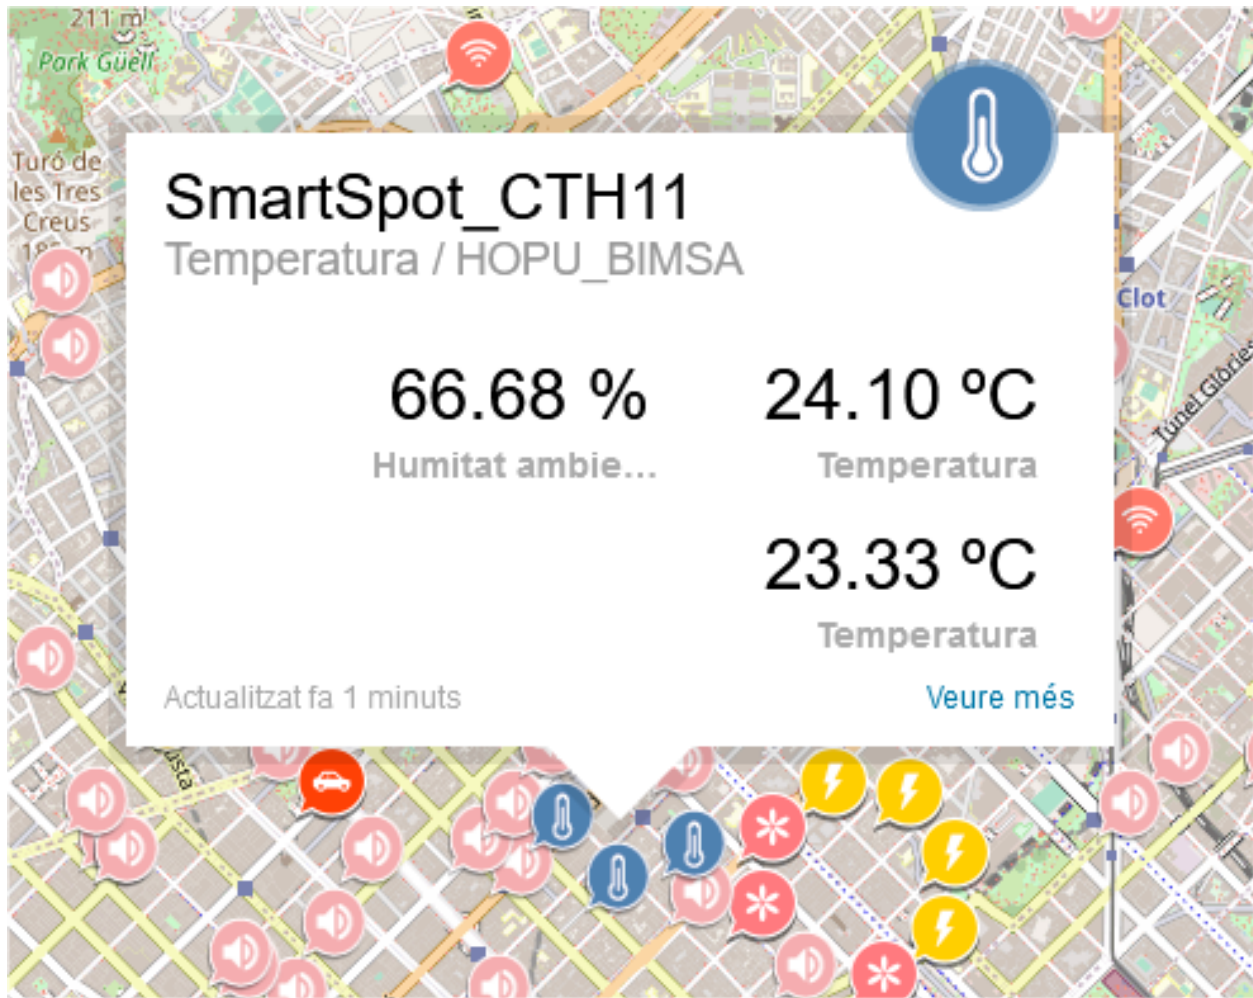 211 m
Park Güell
Turó de
les Tres
Creus
SmartSpot_CTH11
Temperatura / HOPU_BIMSA
Clot
Túnel Glòries
66.68 %
24.10 ºC
Humitat ambie...
Temperatura
23.33 ºC
Temperatura
Actualitzat fa 1 minuts
Veure més